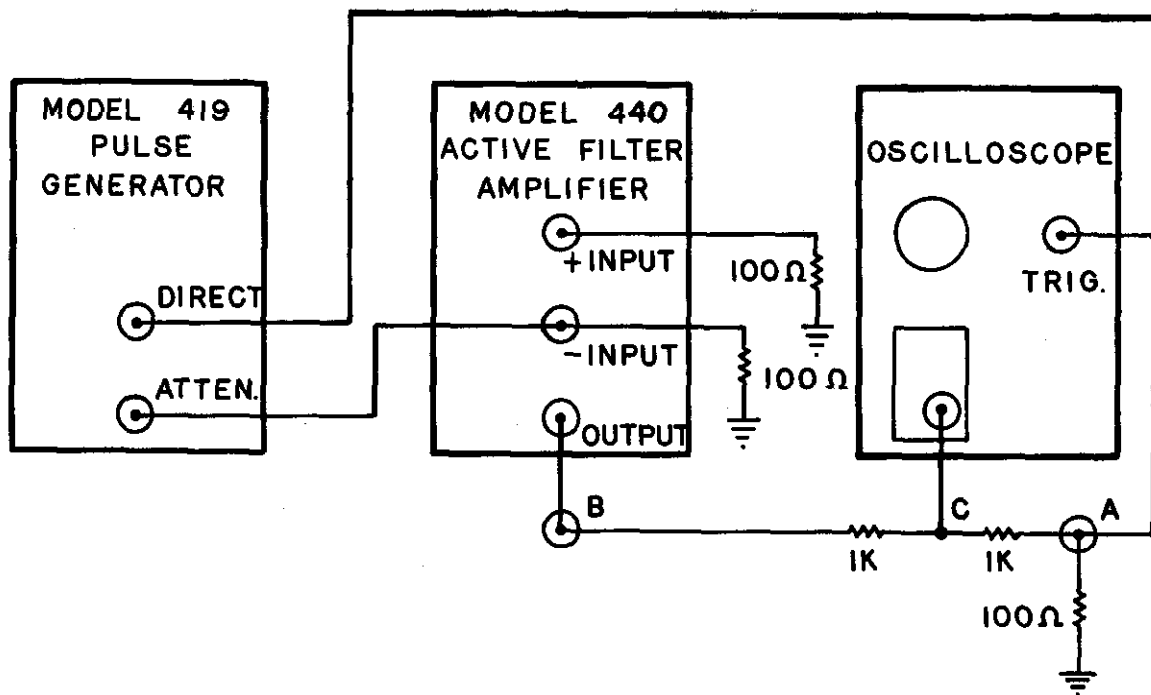 MODEL 419
PULSE
GENERATOR
DIRECT
ATTEN.
MODEL 440
ACTIVE FILTER
AMPLIFIER
+INPUT
-INPUT
OUTPUT
100Ω
100Ω
OSCILLOSCOPE
TRIG.
B
C
A
1K
1K
100Ω